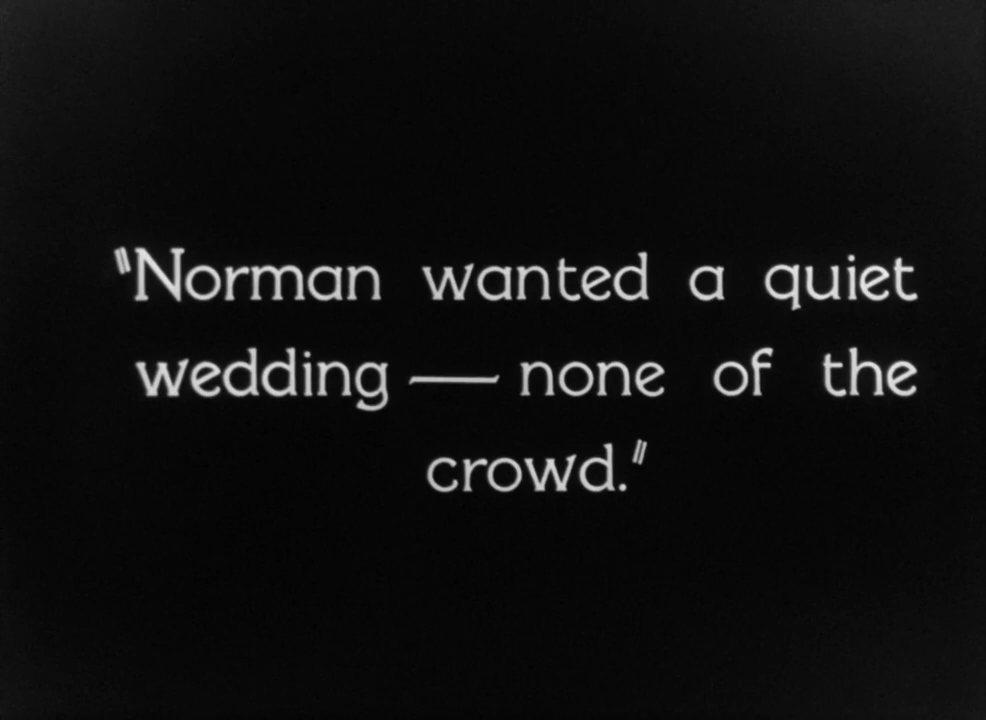 "Norman wanted a quiet
wedding — none of the
crowd."